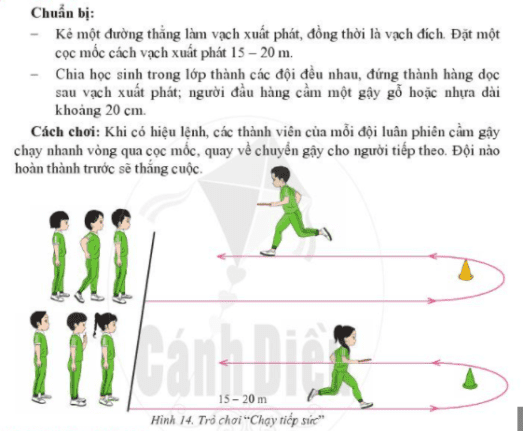 Chuẩn bị:
– Kẻ một đường thẳng làm vạch xuất phát, đồng thời là vạch đích. Đặt một
cọc mốc cách vạch xuất phát 15 – 20 m.
– Chia học sinh trong lớp thành các đội đều nhau, đứng thành hàng dọc
sau vạch xuất phát; người đầu hàng cầm một gậy gỗ hoặc nhựa dài
khoảng 20 cm.
Cách chơi: Khi có hiệu lệnh, các thành viên của mỗi đội luân phiên cầm gậy
chạy nhanh vòng qua cọc mốc, quay về chuyển gậy cho người tiếp theo. Đội nào
hoàn thành trước sẽ thắng cuộc.
Cánh Diều
15 – 20 m
Hình 14. Trò chơi “Chạy tiếp sức”